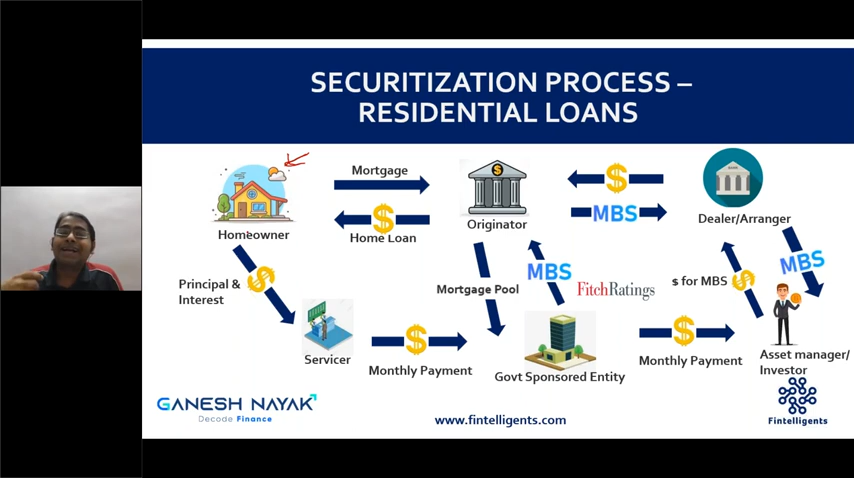 SECURITIZATION PROCESS –
RESIDENTIAL LOANS
Mortgage
Home Loan
Homeowner
Originator
MBS
BANK
Dealer/Arranger
Principal &
Interest
Mortgage Pool
MBS
FitchRatings
$ for MBS
MBS
Servicer
Monthly Payment
Govt Sponsored Entity
Monthly Payment
Asset manager/
Investor
GANESH NAYAK
Decode Finance
www.fintelligents.com
Fintelligents